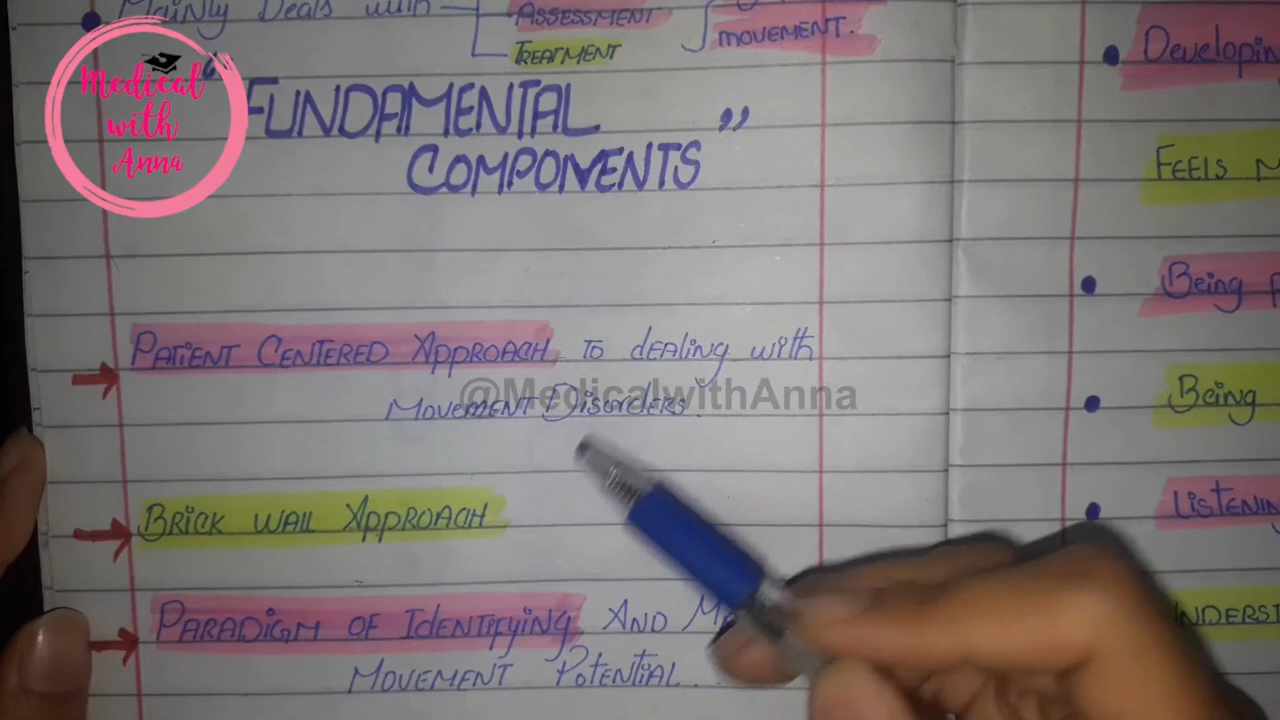 Mainly Deals with
ASSESSMENT
TREATMENT
MOVEMENT.
"FUNDAMENTAL
COMPONENTS"
PATIENT CENTERED APPROACH TO dEALing with
MOVEMENT DisordERS.
BRICK WALL APPROACH
PARADIGM OF IdENTIfying AND
MOVEMENT POTENTIAL.
Developin
FEELS
Being
Being
LISTENIN
UNDERST
Medical
with
Anna
@MedicalwithAnna